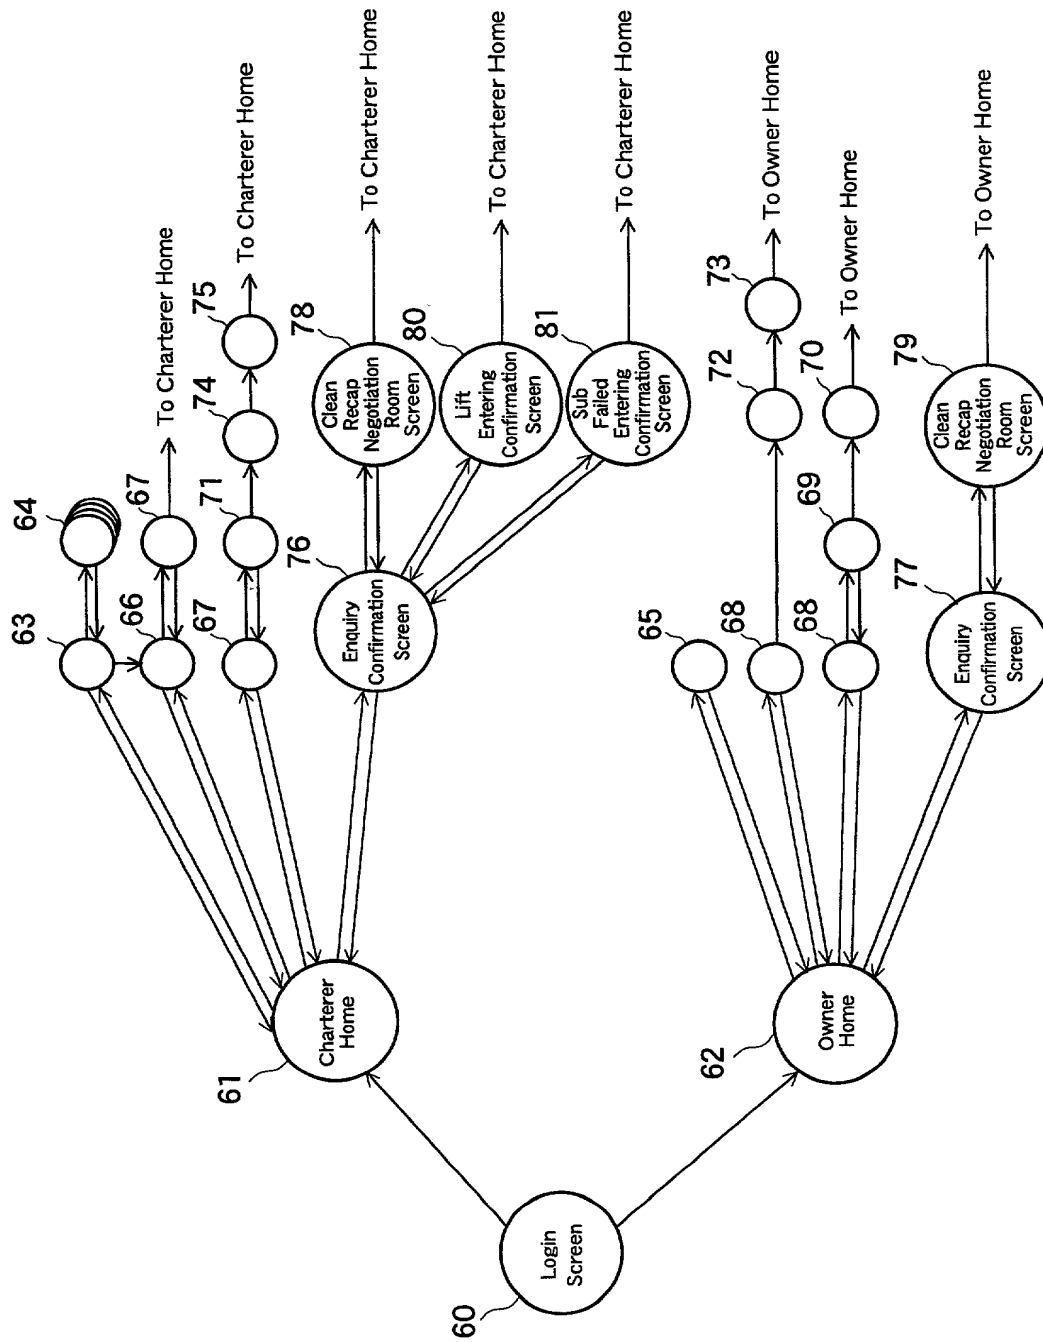 60
Login
Screen
61
Charterer
Home
62
Owner
Home
63
64
66
67
To Charterer Home
67
71
74
75
To Charterer Home
76
Enquiry
Confirmation
Screen
78
Clean
Recap
Negotiation
Room
Screen
To Charterer Home
80
Lift
Entering
Confirmation
Screen
To Charterer Home
81
Sub
Failed
Entering
Confirmation
Screen
To Charterer Home
65
68
72
73
To Owner Home
68
69
70
To Owner Home
77
Enquiry
Confirmation
Screen
79
Clean
Recap
Negotiation
Room
Screen
To Owner Home